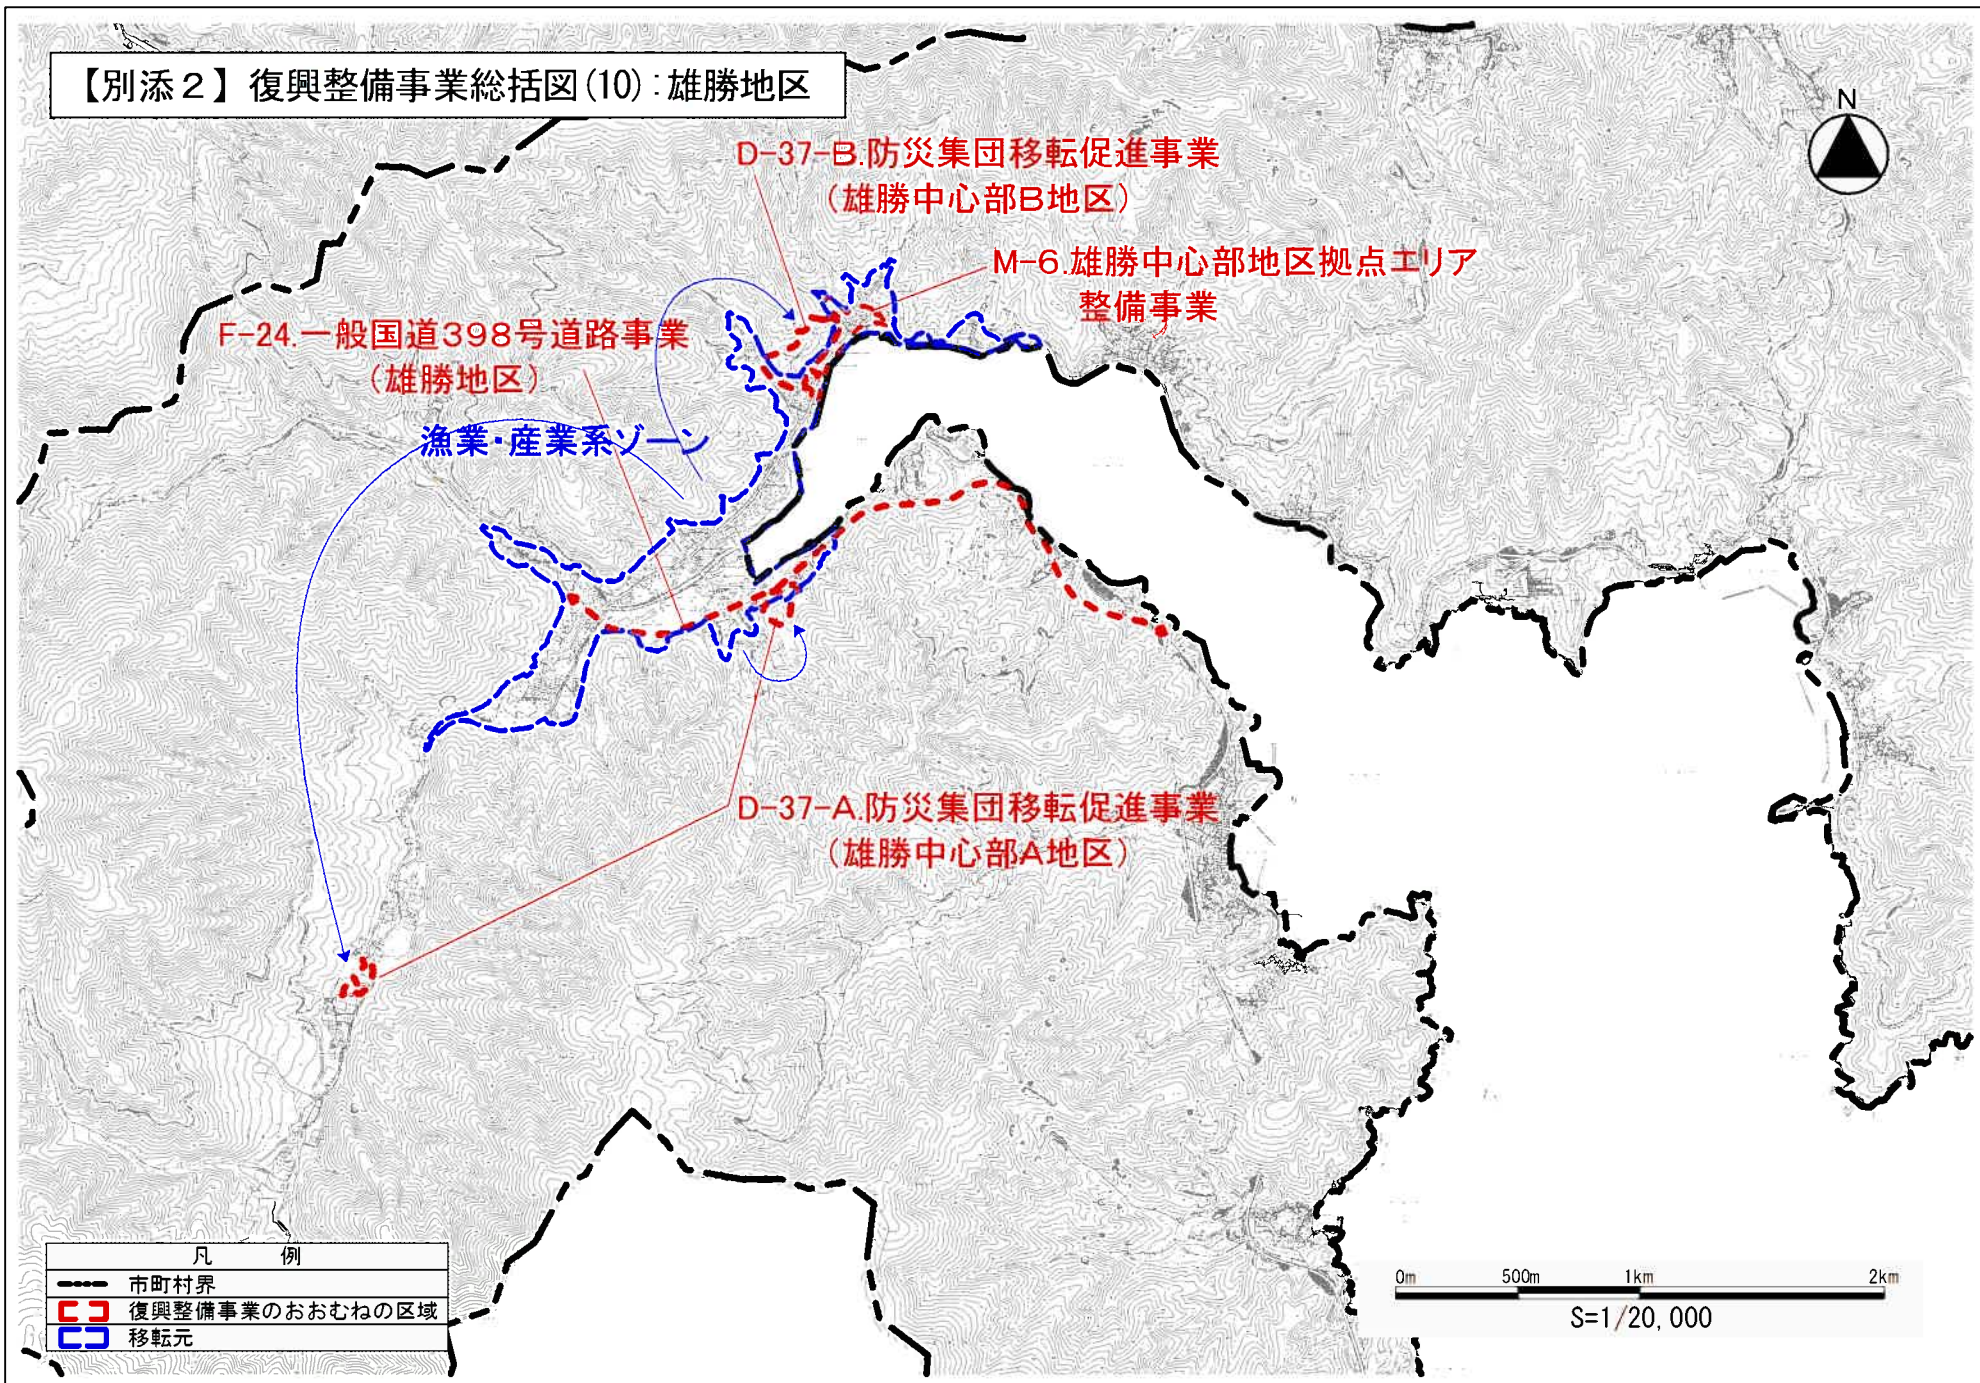 【別添２】復興整備事業総括図(10):雄勝地区
N
D-37-B.防災集団移転促進事業
(雄勝中心部B地区)
M-6.雄勝中心部地区拠点エリア
整備事業
F-24.一般国道398号道路事業
(雄勝地区)
漁業・産業系ゾーン
D-37-A.防災集団移転促進事業
(雄勝中心部A地区)
凡　例
市町村界
復興整備事業のおおむねの区域
移転元
0m 500m 1km 2km
S=1/20,000